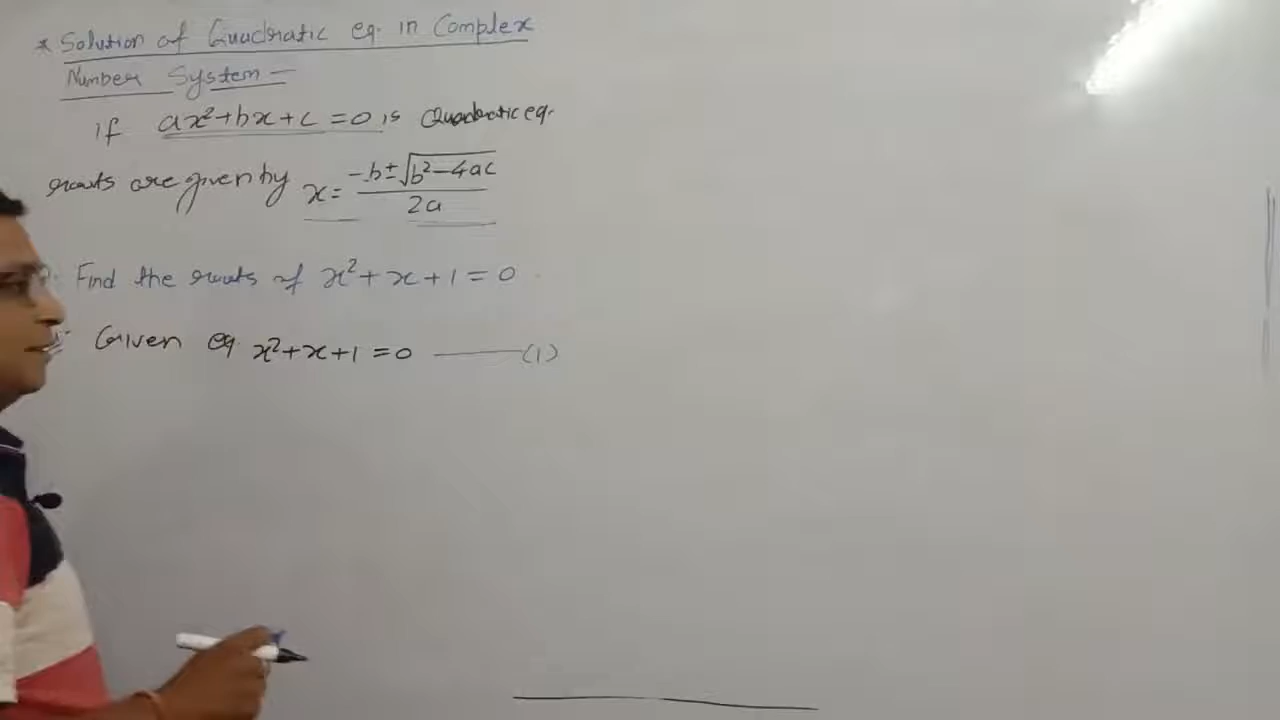 * Solution of Quadratic eq. in Complex
Number System —
If ax²+bx+c=0 is Quadratic eq.
roots are given by x = (-b±√(b²-4ac))/2a
Find the roots of x²+x+1=0
Given eq. x²+x+1=0 ——— (1)